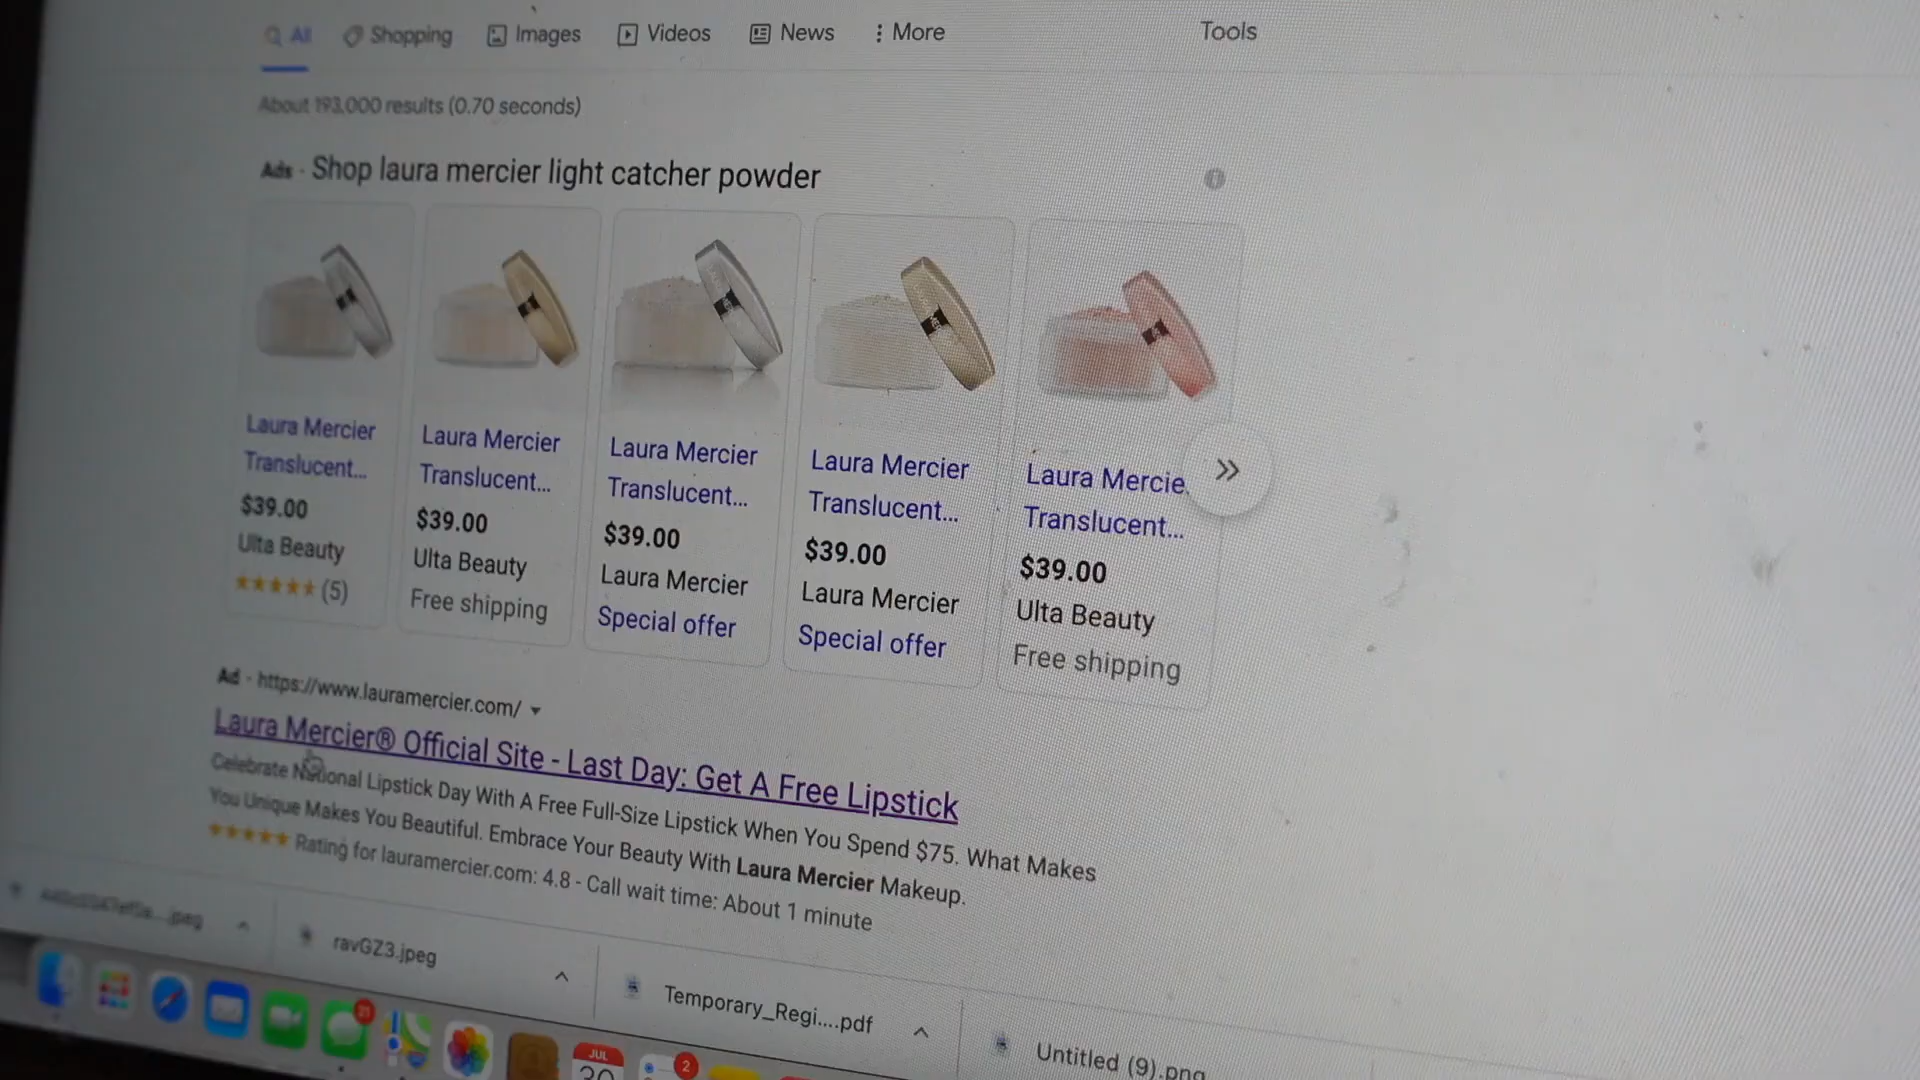 All
Shopping
Images
Videos
News
More
Tools
About 193,000 results (0.70 seconds)
Ads · Shop laura mercier light catcher powder
Laura Mercier
Translucent...
$39.00
Ulta Beauty
(5)
Laura Mercier
Translucent...
$39.00
Ulta Beauty
Free shipping
Laura Mercier
Translucent...
$39.00
Laura Mercier
Special offer
Laura Mercier
Translucent...
$39.00
Laura Mercier
Special offer
Laura Mercie
Translucent...
$39.00
Ulta Beauty
Free shipping
Ad · https://www.lauramercier.com/
Laura Mercier® Official Site - Last Day: Get A Free Lipstick
Celebrate National Lipstick Day With A Free Full-Size Lipstick When You Spend $75. What Makes
You Unique Makes You Beautiful. Embrace Your Beauty With Laura Mercier Makeup.
Rating for lauramercier.com: 4.8 - Call wait time: About 1 minute
ravGZ3.jpeg
Temporary_Regi....pdf
Untitled (9).png
JUL
30
2